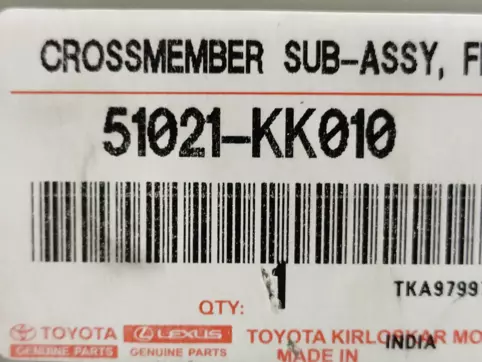 CROSSMEMBER SUB-ASSY,
51021-KK010
1
TKA9799
QTY:
TOYOTA LEXUS TOYOTA KIRLOSKAR
GENUINE PARTS GENUINE PARTS MADE IN INDIA